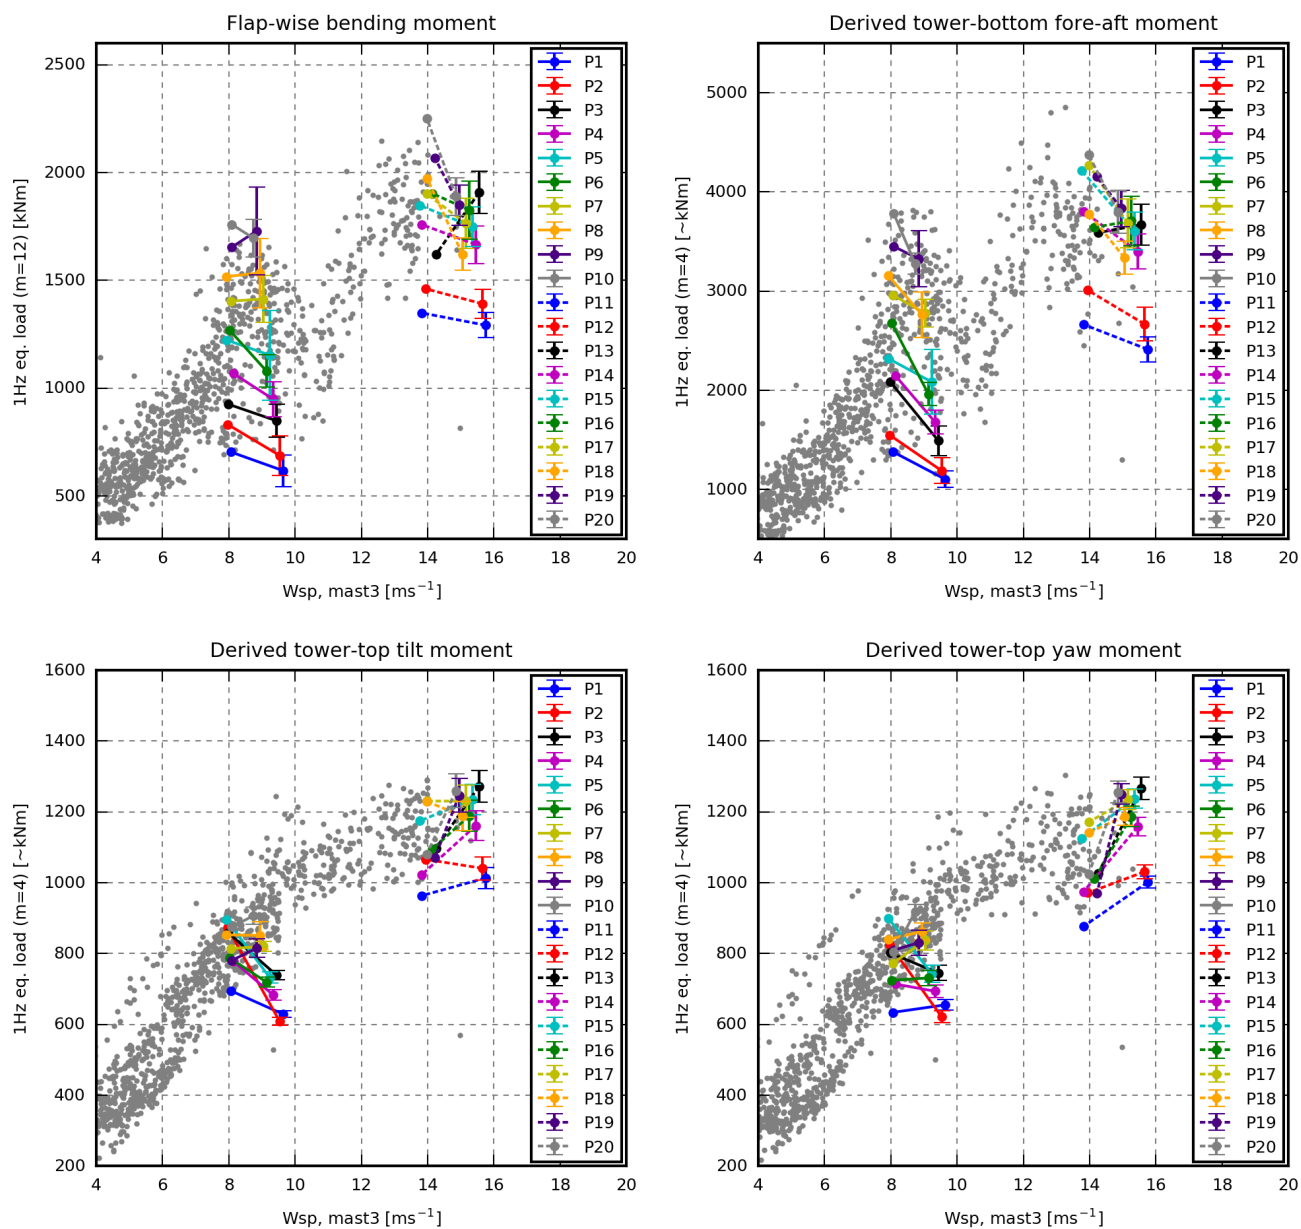 Flap-wise bending moment
1Hz eq. load (m=12) [kNm]
2500
2000
1500
1000
500
4 6 8 10 12 14 16 18 20
Wsp, mast3 [ms⁻¹]
P1
P2
P3
P4
P5
P6
P7
P8
P9
P10
P11
P12
P13
P14
P15
P16
P17
P18
P19
P20
Derived tower-bottom fore-aft moment
1Hz eq. load (m=4) [~kNm]
5000
4000
3000
2000
1000
4 6 8 10 12 14 16 18 20
Wsp, mast3 [ms⁻¹]
P1
P2
P3
P4
P5
P6
P7
P8
P9
P10
P11
P12
P13
P14
P15
P16
P17
P18
P19
P20
Derived tower-top tilt moment
1Hz eq. load (m=4) [~kNm]
1600
1400
1200
1000
800
600
400
200
4 6 8 10 12 14 16 18 20
Wsp, mast3 [ms⁻¹]
P1
P2
P3
P4
P5
P6
P7
P8
P9
P10
P11
P12
P13
P14
P15
P16
P17
P18
P19
P20
Derived tower-top yaw moment
1Hz eq. load (m=4) [~kNm]
1600
1400
1200
1000
800
600
400
200
4 6 8 10 12 14 16 18 20
Wsp, mast3 [ms⁻¹]
P1
P2
P3
P4
P5
P6
P7
P8
P9
P10
P11
P12
P13
P14
P15
P16
P17
P18
P19
P20